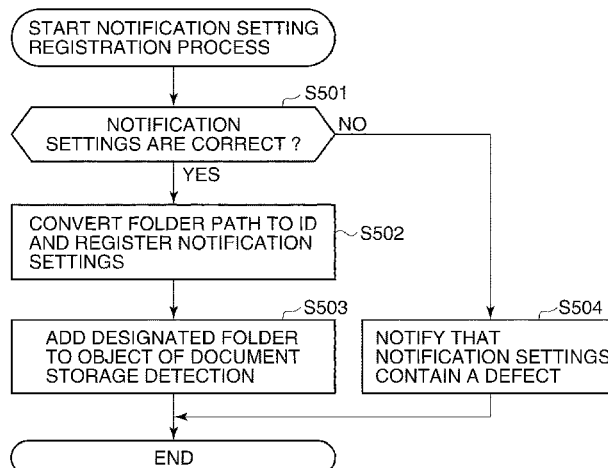 START NOTIFICATION SETTING
REGISTRATION PROCESS
S501
NOTIFICATION
SETTINGS ARE CORRECT ?
NO
YES
CONVERT FOLDER PATH TO ID
AND REGISTER NOTIFICATION
SETTINGS
S502
S503
ADD DESIGNATED FOLDER
TO OBJECT OF DOCUMENT
STORAGE DETECTION
S504
NOTIFY THAT
NOTIFICATION SETTINGS
CONTAIN A DEFECT
END